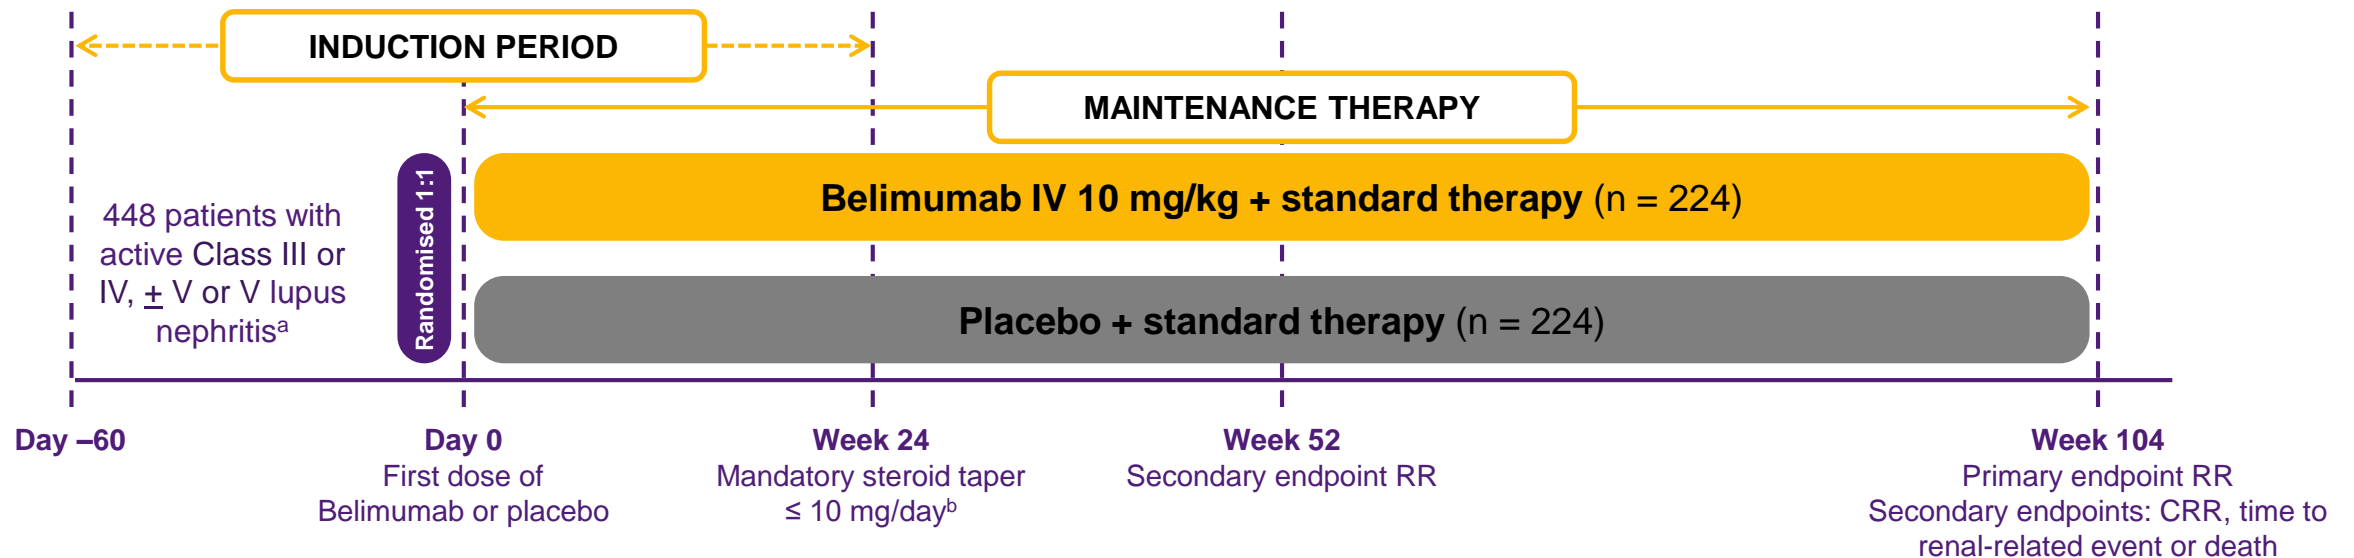 INDUCTION PERIOD
MAINTENANCE THERAPY
448 patients with
active Class III or
IV, + V or V lupus
nephritisᵃ
Randomised 1:1
Belimumab IV 10 mg/kg + standard therapy (n = 224)
Placebo + standard therapy (n = 224)
Day –60
Day 0
First dose of
Belimumab or placebo
Week 24
Mandatory steroid taper
≤ 10 mg/dayᵇ
Week 52
Secondary endpoint RR
Week 104
Primary endpoint RR
Secondary endpoints: CRR, time to
renal-related event or death